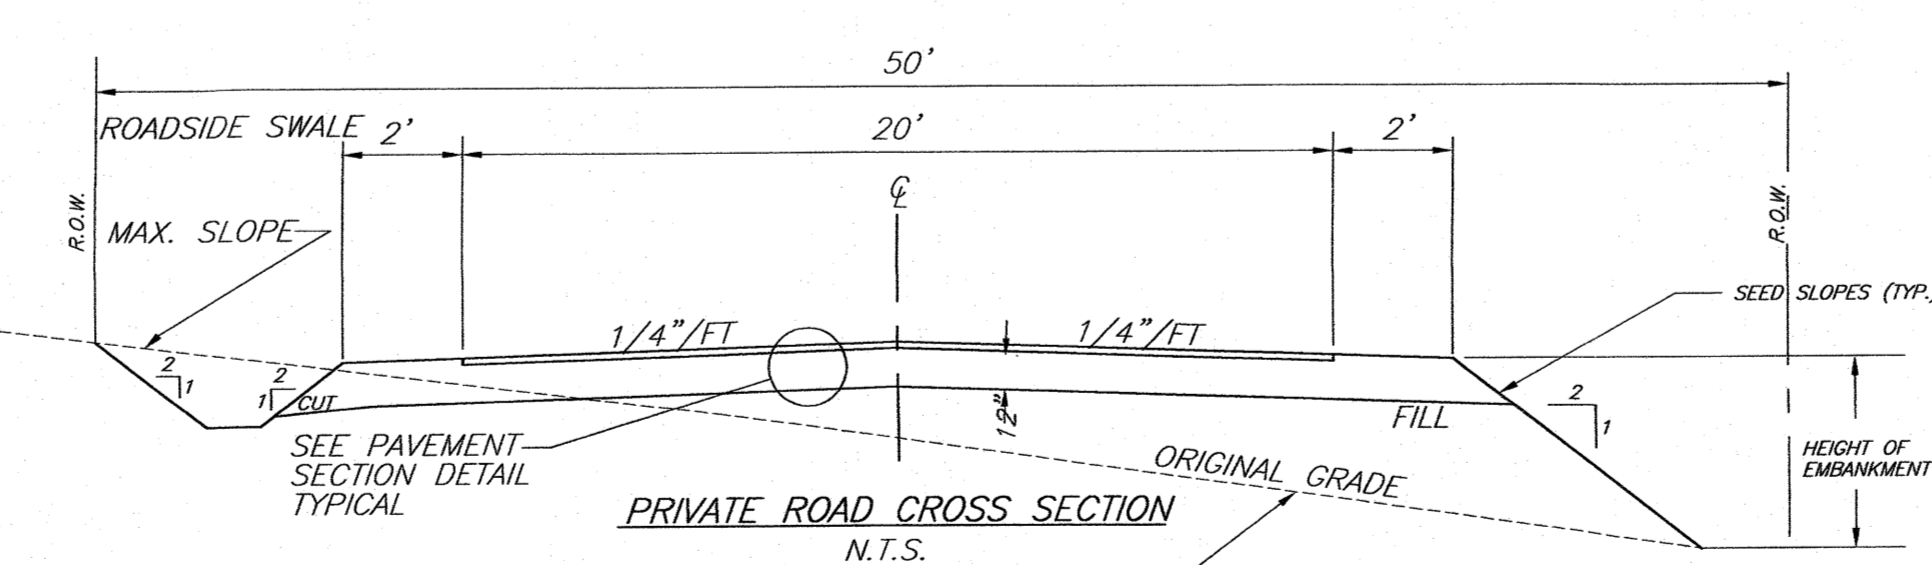 50'
ROADSIDE SWALE
2'
20'
2'
℄
R.O.W.
R.O.W.
MAX. SLOPE
SEED SLOPES (TYP.)
1/4"/FT
1/4"/FT
2
1
2
1
CUT
2
1
12"
FILL
SEE PAVEMENT
SECTION DETAIL
TYPICAL
ORIGINAL GRADE
HEIGHT OF
EMBANKMENT
PRIVATE ROAD CROSS SECTION
N.T.S.